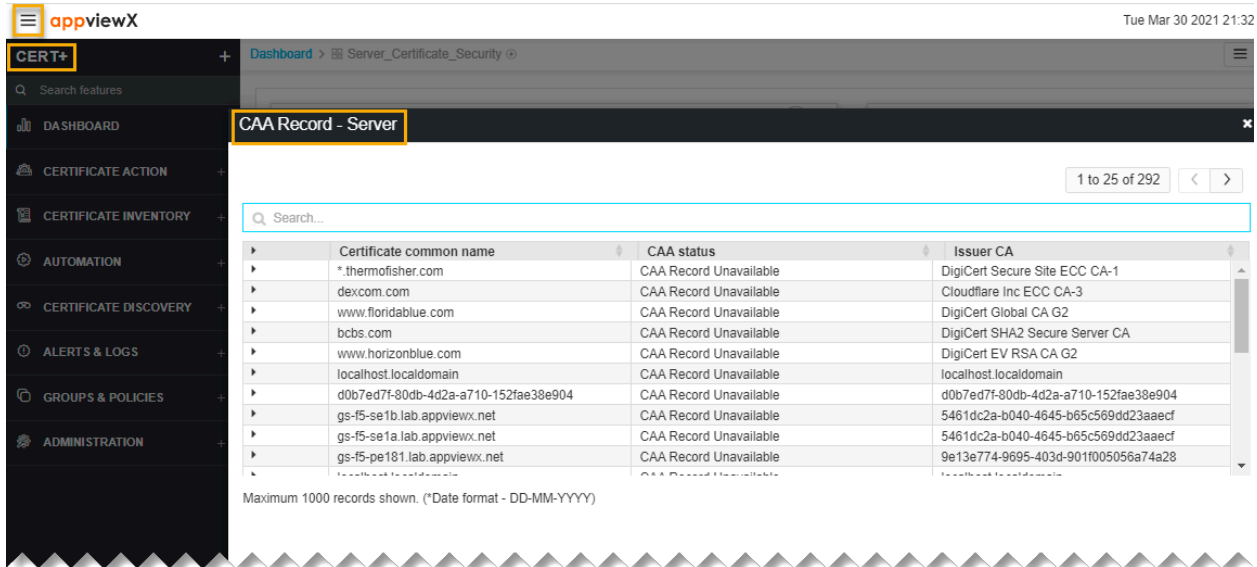 appviewX
Tue Mar 30 2021 21:32
CERT+
Dashboard > Server_Certificate_Security
Search features
DASHBOARD
CERTIFICATE ACTION
CERTIFICATE INVENTORY
AUTOMATION
CERTIFICATE DISCOVERY
ALERTS & LOGS
GROUPS & POLICIES
ADMINISTRATION
CAA Record - Server
1 to 25 of 292
Search...
Certificate common name CAA status Issuer CA
*.thermofisher.com CAA Record Unavailable DigiCert Secure Site ECC CA-1
dexcom.com CAA Record Unavailable Cloudflare Inc ECC CA-3
www.floridablue.com CAA Record Unavailable DigiCert Global CA G2
bcbs.com CAA Record Unavailable DigiCert SHA2 Secure Server CA
www.horizonblue.com CAA Record Unavailable DigiCert EV RSA CA G2
localhost.localdomain CAA Record Unavailable localhost.localdomain
d0b7ed7f-80db-4d2a-a710-152fae38e904 CAA Record Unavailable d0b7ed7f-80db-4d2a-a710-152fae38e904
gs-f5-se1b.lab.appviewx.net CAA Record Unavailable 5461dc2a-b040-4645-b65c569dd23aaecf
gs-f5-se1a.lab.appviewx.net CAA Record Unavailable 5461dc2a-b040-4645-b65c569dd23aaecf
gs-f5-pe181.lab.appviewx.net CAA Record Unavailable 9e13e774-9695-403d-901f005056a74a28
Maximum 1000 records shown. (*Date format - DD-MM-YYYY)